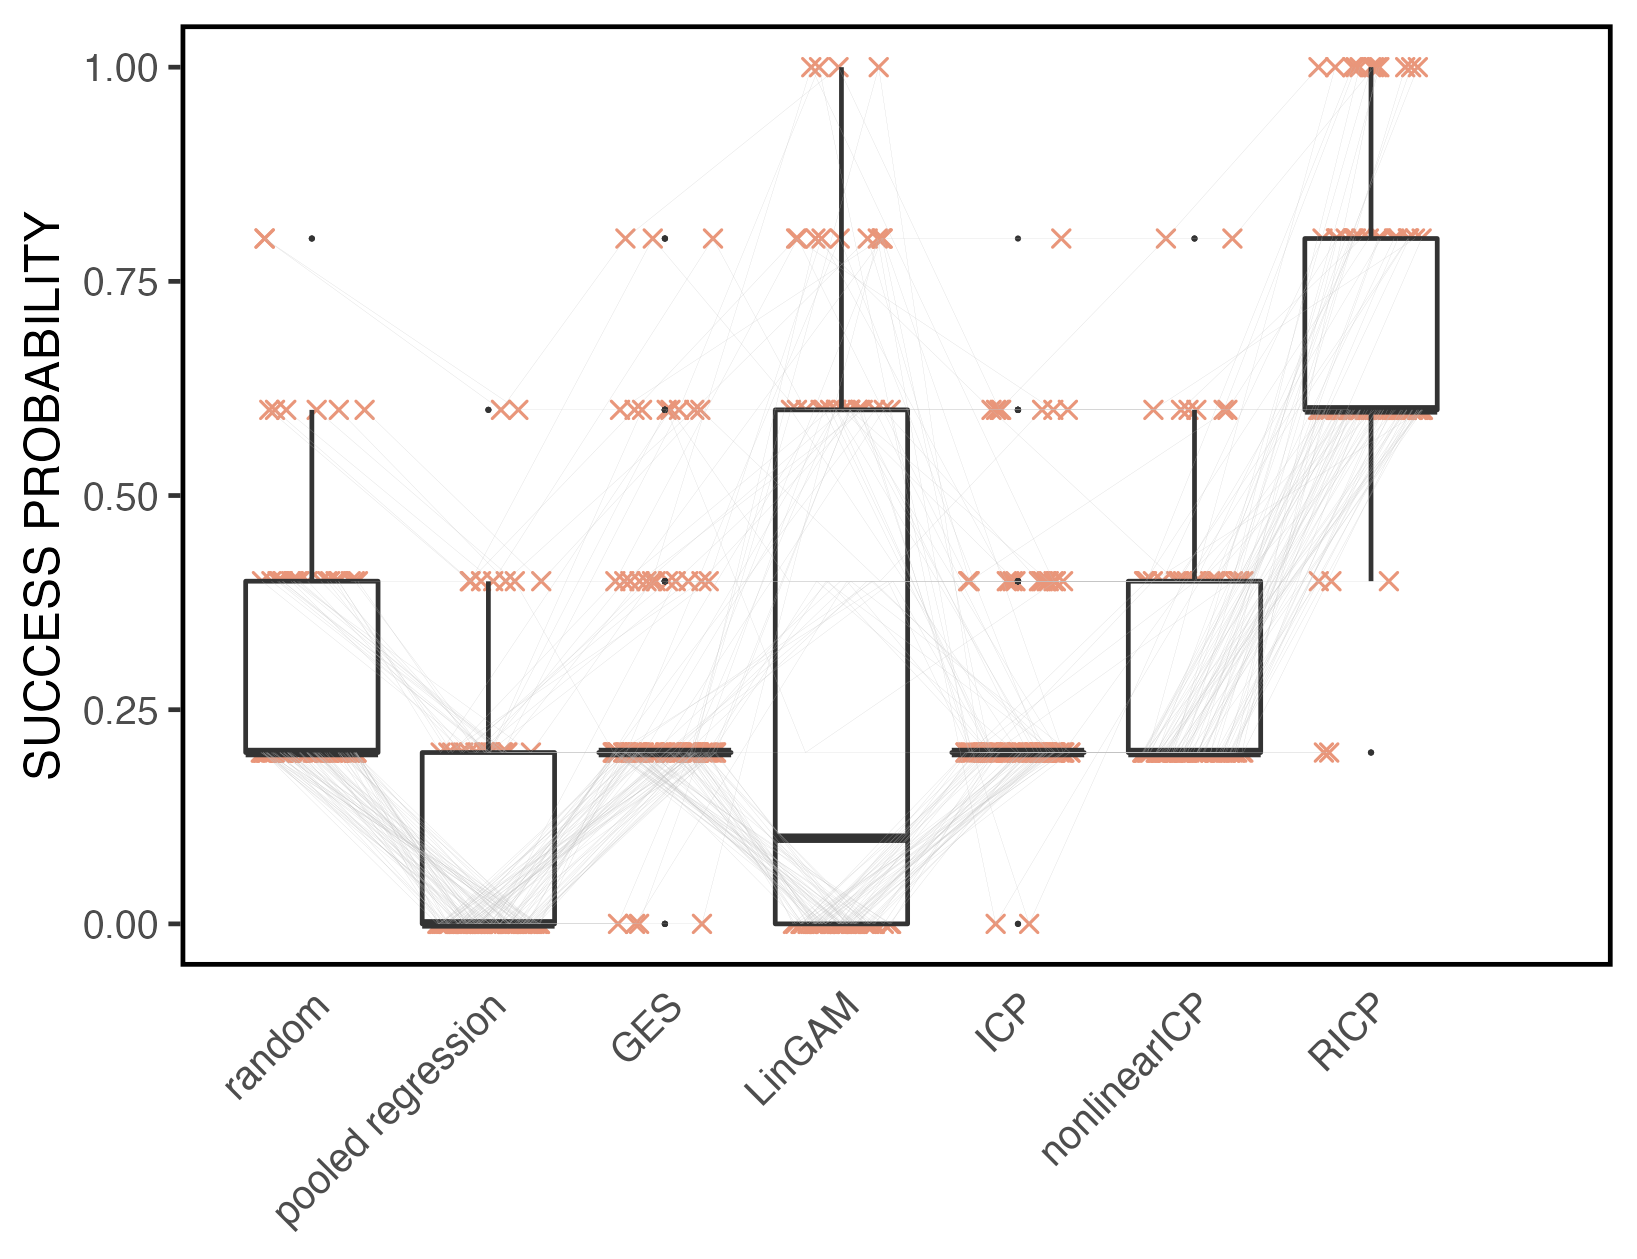 SUCCESS PROBABILITY
1.00
0.75
0.50
0.25
0.00
random
pooled regression
GES
LinGAM
ICP
nonlinearICP
RICP